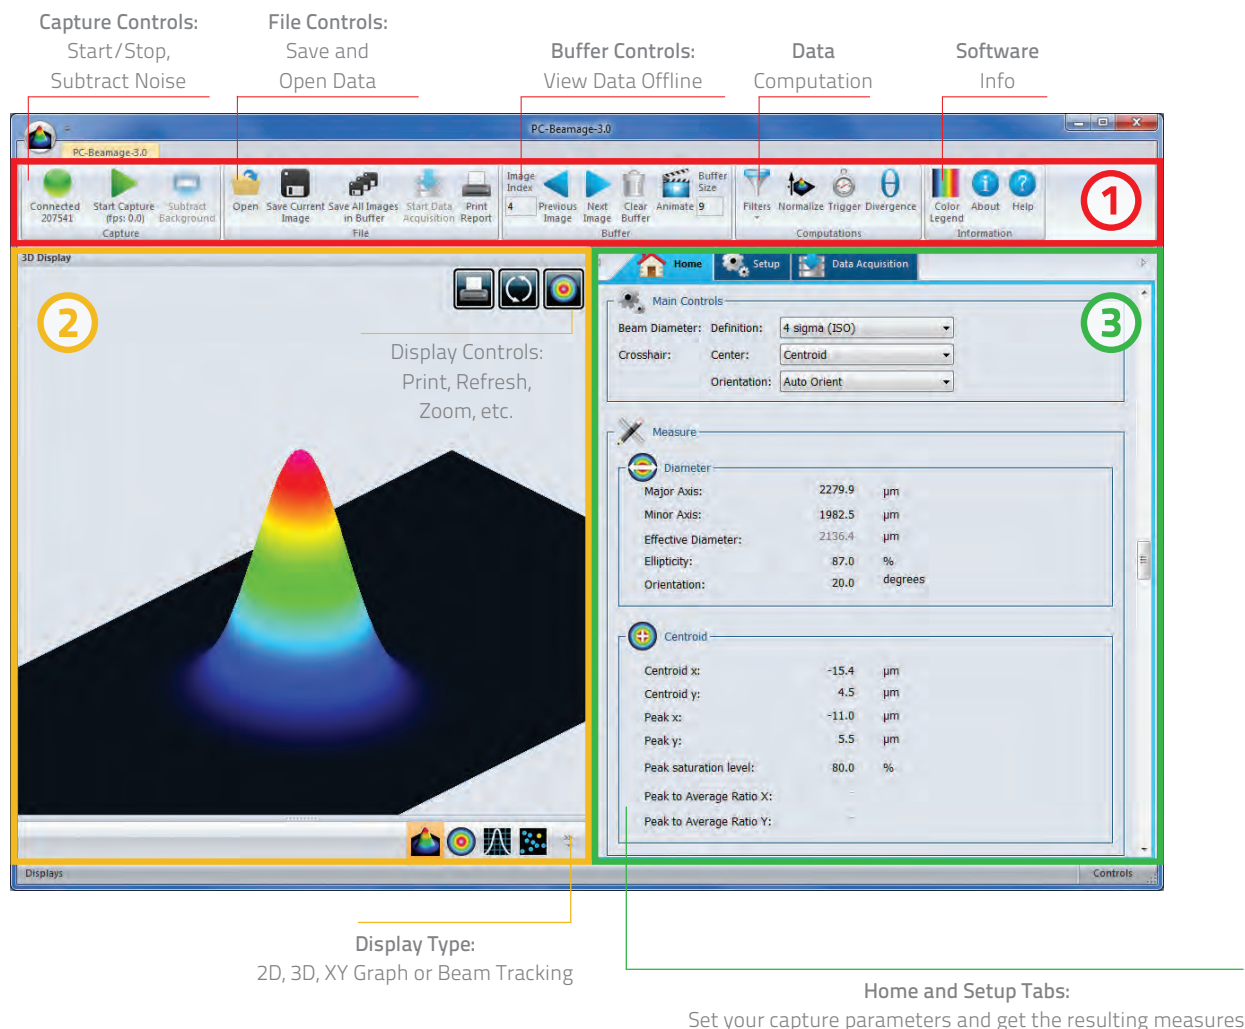 Capture Controls:
Start/Stop,
Subtract Noise
File Controls:
Save and
Open Data
Buffer Controls:
View Data Offline
Data
Computation
Software
Info
PC-Beamage-3.0
PC-Beamage-3.0
Connected
207541
Start Capture
(fps: 0.0)
Subtract
Background
Capture
Open
Save Current
Image
Save All Images
in Buffer
Start Data
Acquisition
Print
Report
File
Image
Index
4
Previous
Image
Next
Image
Clear
Buffer
Animate
Buffer
Size
9
Buffer
Filters
Normalize
Trigger
Divergence
Computations
Color
Legend
About
Help
Information
1
3D Display
2
Display Controls:
Print, Refresh,
Zoom, etc.
Home
Setup
Data Acquisition
3
Main Controls
Beam Diameter: Definition: 4 sigma (ISO)
Crosshair: Center: Centroid
Orientation: Auto Orient
Measure
Diameter
Major Axis: 2279.9 µm
Minor Axis: 1982.5 µm
Effective Diameter: 2136.4 µm
Ellipticity: 87.0 %
Orientation: 20.0 degrees
Centroid
Centroid x: -15.4 µm
Centroid y: 4.5 µm
Peak x: -11.0 µm
Peak y: 5.5 µm
Peak saturation level: 80.0 %
Peak to Average Ratio X:
Peak to Average Ratio Y:
Displays
Controls
Display Type:
2D, 3D, XY Graph or Beam Tracking
Home and Setup Tabs:
Set your capture parameters and get the resulting measures